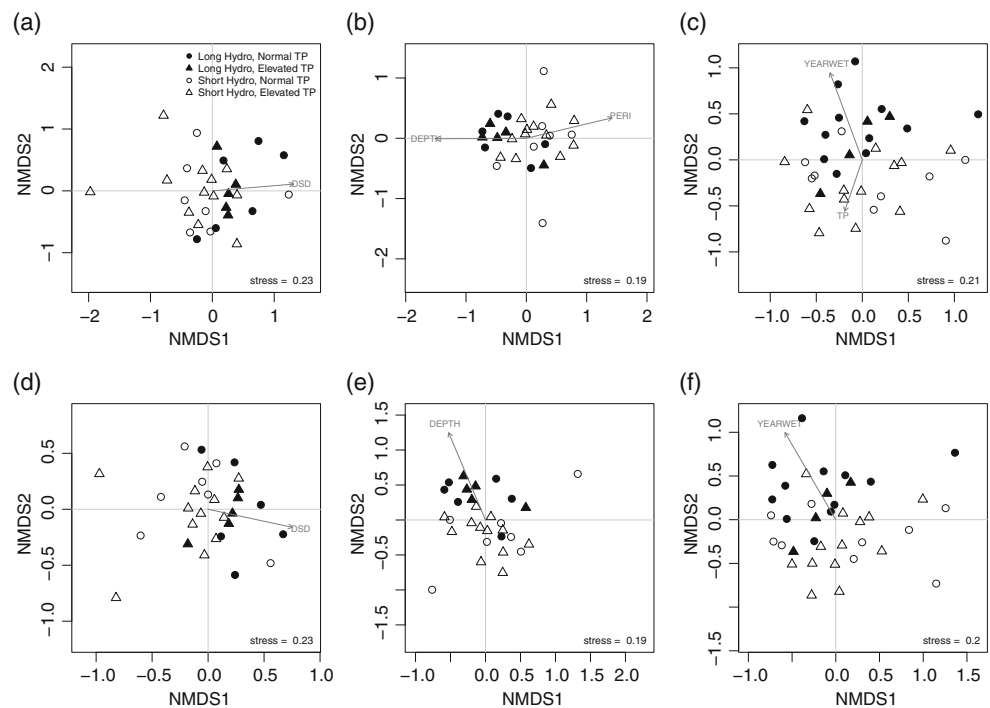 (a)
(b)
(c)
Long Hydro, Normal TP
Long Hydro, Elevated TP
Short Hydro, Normal TP
Short Hydro, Elevated TP
NMDS2
2
1
0
−1
DSD
stress = 0.23
−2 −1 0 1
NMDS1
NMDS2
1
0
−1
−2
DEPTH
PERI
stress = 0.19
−2 −1 0 1 2
NMDS1
NMDS2
1.0
0.5
0.0
−0.5
−1.0
YEARWET
TP
stress = 0.21
−1.0 −0.5 0.0 0.5 1.0
NMDS1
(d)
(e)
(f)
NMDS2
0.5
0.0
−0.5
−1.0
DSD
stress = 0.23
−1.0 −0.5 0.0 0.5 1.0
NMDS1
NMDS2
1.5
0.5
−0.5
−1.5
DEPTH
stress = 0.19
−1.0 0.0 0.5 1.0 1.5 2.0
NMDS1
NMDS2
1.0
0.5
0.0
−0.5
−1.5
YEARWET
stress = 0.2
−1.0 0.0 0.5 1.0 1.5
NMDS1